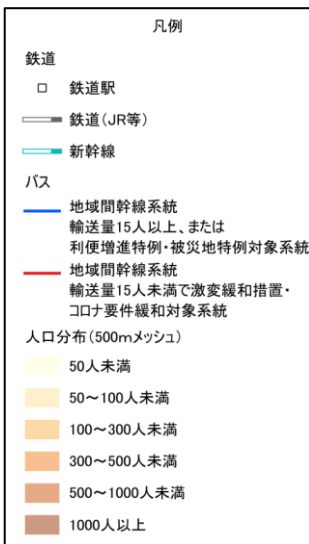 凡例
鉄道
鉄道駅
鉄道(JR等)
新幹線
バス
地域間幹線系統
輸送量15人以上、または
利便増進特例・被災地特例対象系統
地域間幹線系統
輸送量15人未満で激変緩和措置・
コロナ要件緩和対象系統
人口分布(500mメッシュ)
50人未満
50～100人未満
100～300人未満
300～500人未満
500～1000人未満
1000人以上